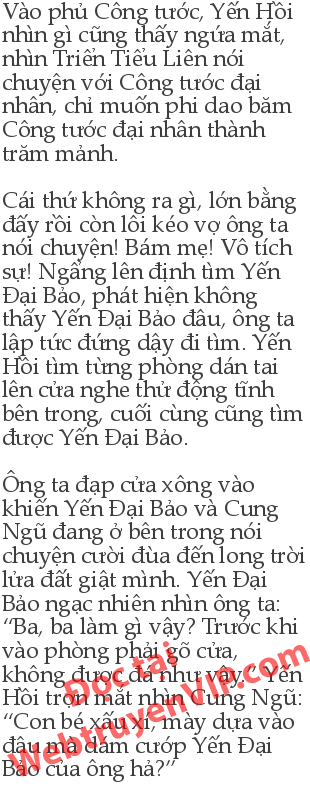 Vào phủ Công tước, Yến Hồi
nhìn gì cũng thấy ngứa mắt,
nhìn Triển Tiểu Liên nói
chuyện với Công tước đại
nhân, chỉ muốn phi dao băm
Công tước đại nhân thành
trăm mảnh.
Cái thứ không ra gì, lớn bằng
đấy rồi còn lôi kéo vợ ông ta
nói chuyện! Bám mẹ! Vô tích
sự! Ngẩng lên định tìm Yến
Đại Bảo, phát hiện không
thấy Yến Đại Bảo đâu, ông ta
lập tức đứng dậy đi tìm. Yến
Hồi tìm từng phòng dán tai
lên cửa nghe thử động tĩnh
bên trong, cuối cùng cũng tìm
được Yến Đại Bảo.
Ông ta đạp cửa xông vào
khiến Yến Đại Bảo và Cung
Ngũ đang ở bên trong nói
chuyện cười đùa đến long trời
lửa đất giật mình. Yến Đại
Bảo ngạc nhiên nhìn ông ta:
“Ba, ba làm gì vậy? Trước khi
vào phòng phải gõ cửa,
không được đá như vậy.” Yến
Hồi trợn mắt nhìn Cung Ngũ:
“Con bé xấu xí, mày dựa vào
đâu mà dám cướp Yến Đại
Bảo của ông hả?”
Đọc tại
WebtruyenVIP.com